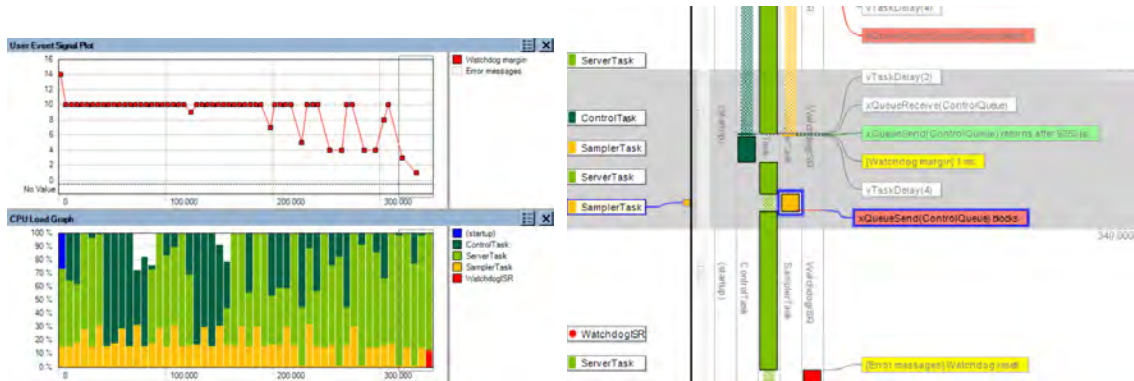 User Event Signal Plot
16
14
12
10
8
6
4
2
0
No Value
0
100.000
200.000
300.000
Watchdog margin
Error messages
CPU Load Graph
100 %
90 %
80 %
70 %
60 %
50 %
40 %
30 %
20 %
10 %
0 %
0
100.000
200.000
300.000
(startup)
ControlTask
ServerTask
SamplerTask
WatchdogISR
ServerTask
ControlTask
SamplerTask
ServerTask
SamplerTask
WatchdogISR
ServerTask
(startup)
(startup)
ControlTask
SamplerTask
WatchdogISR
vTaskDelay(4)
vTaskDelay(2)
xQueueReceive(ControlQueue)
xQueueSend(ControlQueue) returns after
[Watchdog margin] 1 ms
vTaskDelay(4)
xQueueSend(ControlQueue) blocks
340.000
[Error messages] Watchdog reset!